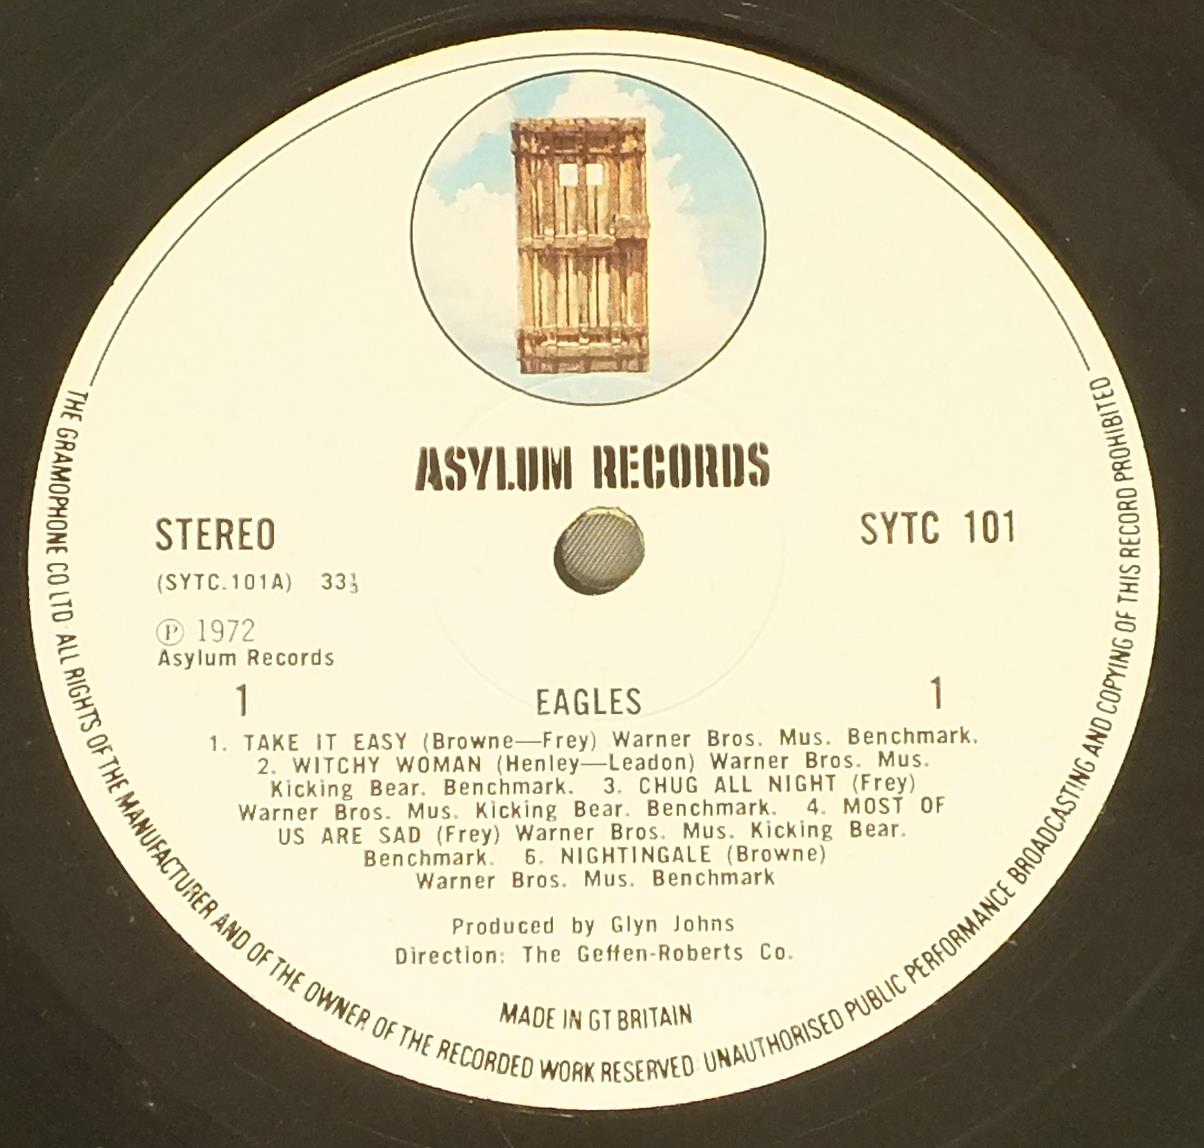 ASYLUM RECORDS
STEREO
SYTC 101
(SYTC.101A) 33⅓
Ⓟ 1972
Asylum Records
1 EAGLES 1
1. TAKE IT EASY (Browne—Frey) Warner Bros. Mus. Benchmark.
2. WITCHY WOMAN (Henley—Leadon) Warner Bros. Mus.
Kicking Bear. Benchmark. 3. CHUG ALL NIGHT (Frey)
Warner Bros. Mus. Kicking Bear. Benchmark. 4. MOST OF
US ARE SAD (Frey) Warner Bros. Mus. Kicking Bear.
Benchmark. 5. NIGHTINGALE (Browne)
Warner Bros. Mus. Benchmark
Produced by Glyn Johns
Direction: The Geffen-Roberts Co.
MADE IN GT BRITAIN
THE GRAMOPHONE CO LTD · ALL RIGHTS OF THE MANUFACTURER AND OF THE OWNER OF THE RECORDED WORK RESERVED · UNAUTHORISED PUBLIC PERFORMANCE BROADCASTING AND COPYING OF THIS RECORD PROHIBITED